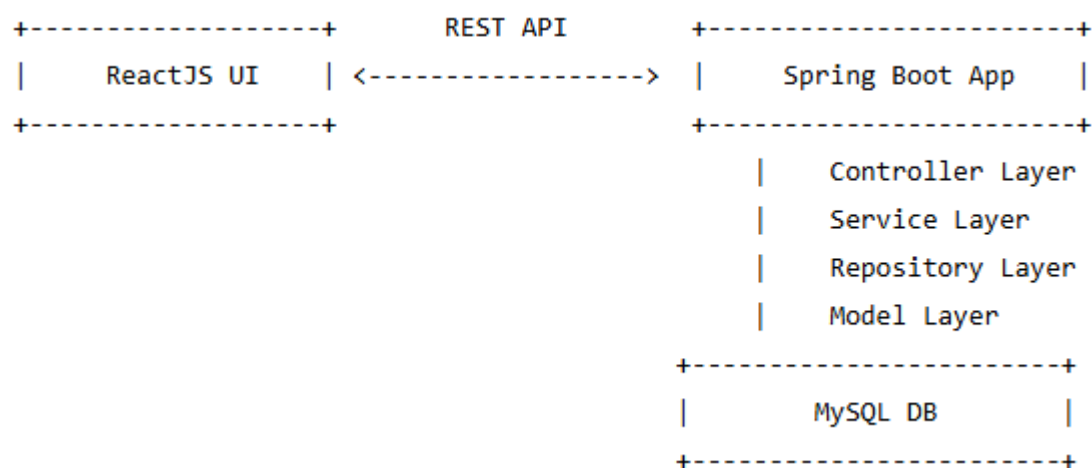 +-------------------+       REST API        +------------------------+
|     ReactJS UI    | <------------------>  |     Spring Boot App    |
+-------------------+                       +------------------------+
|    Controller Layer
|    Service Layer
|    Repository Layer
|    Model Layer
+------------------------+
|        MySQL DB        |
+------------------------+